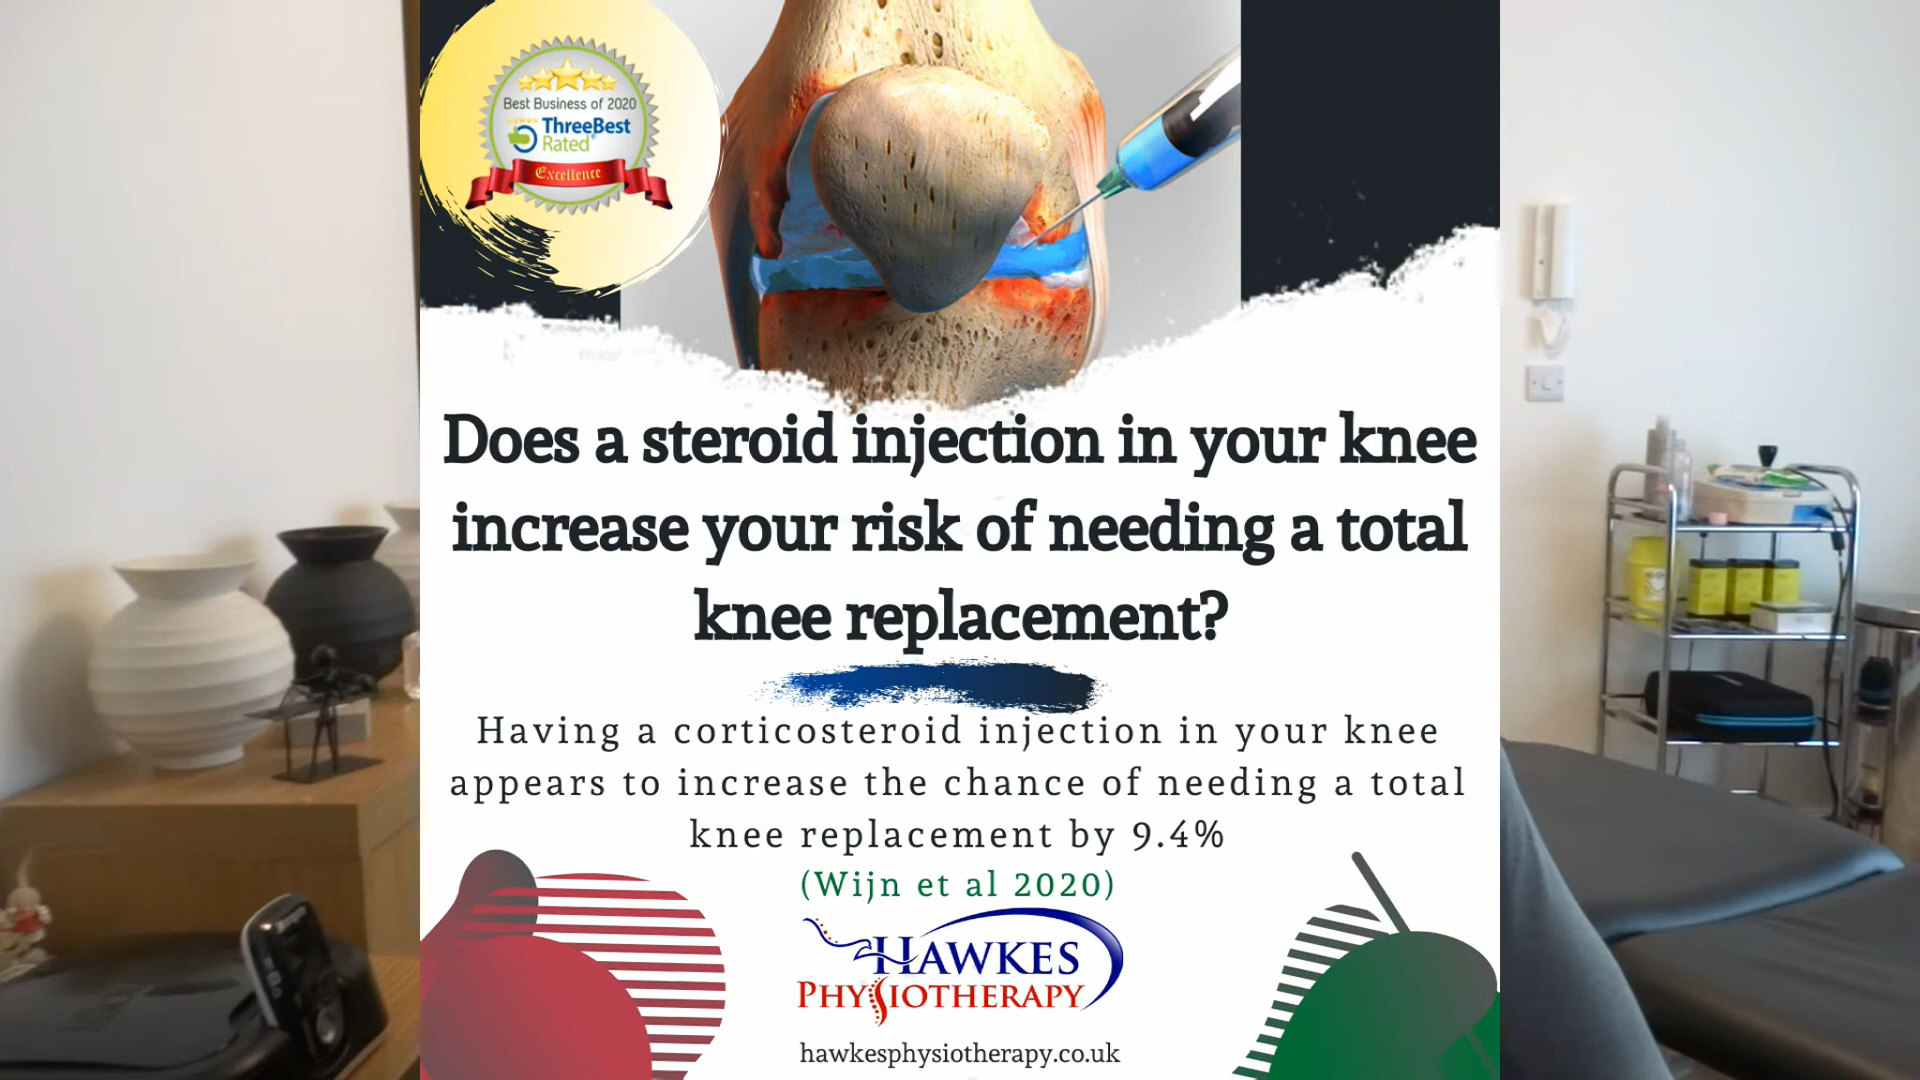 Best Business of 2020
ThreeBest
Rated®
Excellence
Does a steroid injection in your knee
increase your risk of needing a total
knee replacement?
Having a corticosteroid injection in your knee
appears to increase the chance of needing a total
knee replacement by 9.4%
(Wijn et al 2020)
HAWKES
PHYSIOTHERAPY
hawkesphysiotherapy.co.uk